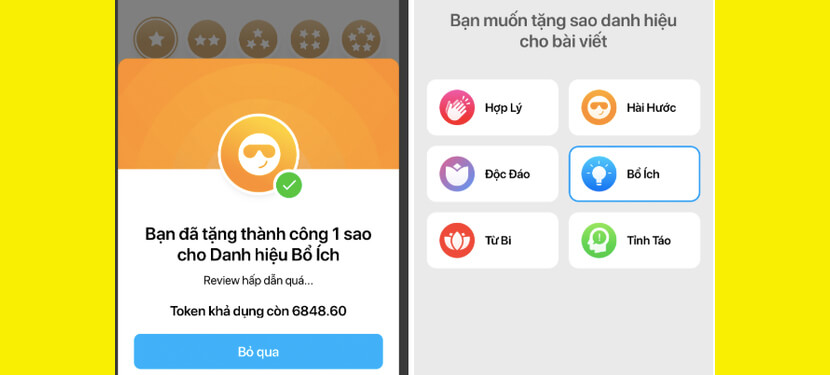 Bạn đã tặng thành công 1 sao
cho Danh hiệu Bổ Ích
Review hấp dẫn quá...
Token khả dụng còn 6848.60
Bỏ qua
Bạn muốn tặng sao danh hiệu
cho bài viết
Hợp Lý
Hài Hước
Độc Đáo
Bổ Ích
Từ Bi
Tỉnh Táo